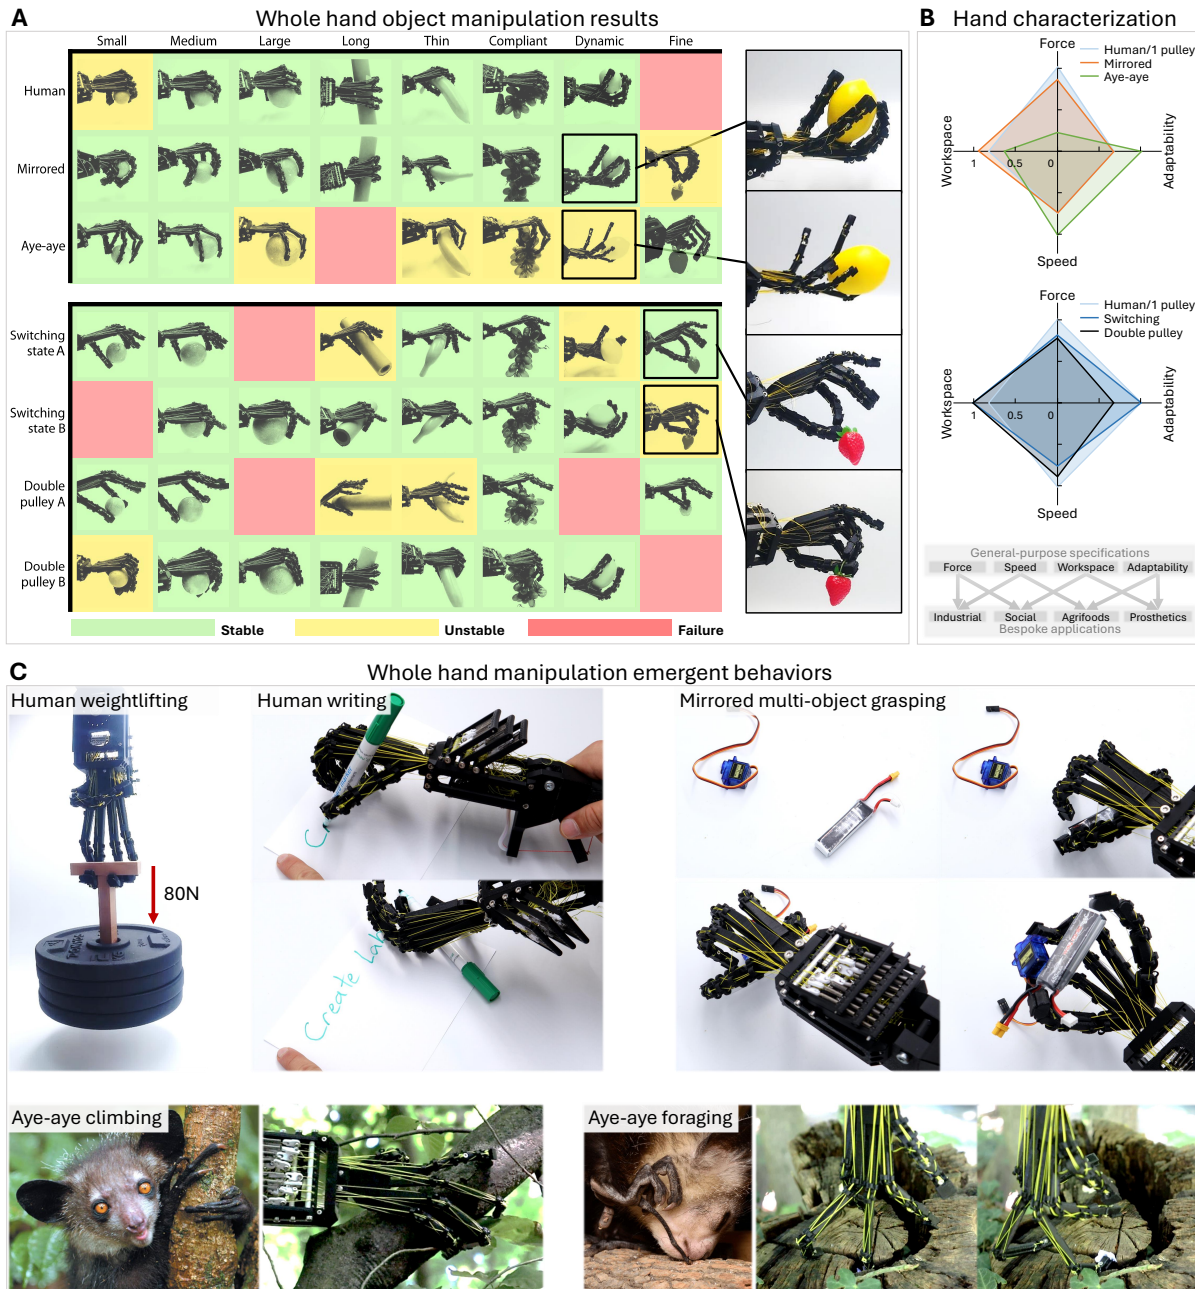 A Whole hand object manipulation results
Small Medium Large Long Thin Compliant Dynamic Fine
Human
Mirrored
Aye-aye
Switching
state A
Switching
state B
Double
pulley A
Double
pulley B
Stable Unstable Failure
B Hand characterization
Force
Human/1 pulley
Mirrored
Aye-aye
Workspace
1 0.5 0
Adaptability
Speed
Force
Human/1 pulley
Switching
Double pulley
Workspace
1 0.5 0
Adaptability
Speed
General-purpose specifications
Force Speed Workspace Adaptability
Industrial Social Agrifoods Prosthetics
Bespoke applications
C Whole hand manipulation emergent behaviors
Human weightlifting
80N
Human writing
Cr
Create Lab
Mirrored multi-object grasping
Aye-aye climbing
Aye-aye foraging